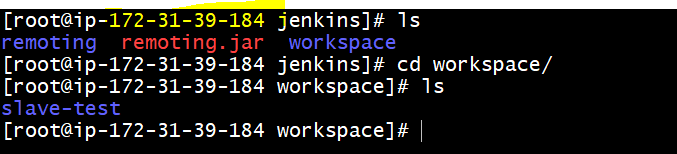 [root@ip-172-31-39-184 jenkins]# ls
remoting  remoting.jar  workspace
[root@ip-172-31-39-184 jenkins]# cd workspace/
[root@ip-172-31-39-184 workspace]# ls
slave-test
[root@ip-172-31-39-184 workspace]#